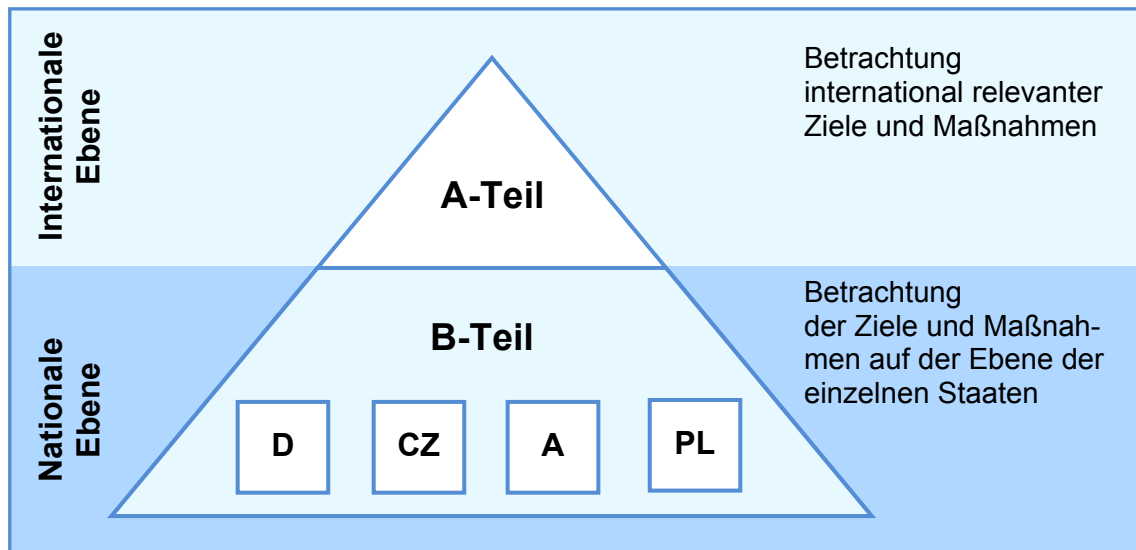 Internationale
Ebene
A-Teil
Betrachtung
international relevanter
Ziele und Maßnahmen
Nationale
Ebene
B-Teil
D
CZ
A
PL
Betrachtung
der Ziele und Maßnah-
men auf der Ebene der
einzelnen Staaten